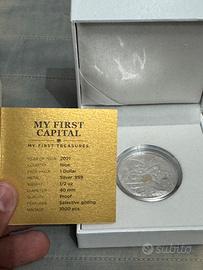 MY FIRST
CAPITAL
MY FIRST TREASURES
YEAR OF ISSUE 2021
COUNTRY Niue
FACE VALUE 1 Dollar
METAL Silver 999
WEIGHT 1/2 oz
DIAMETER 40 mm
QUALITY Proof
FEATURES Selective gilding
MINTAGE 1000 pcs
subito